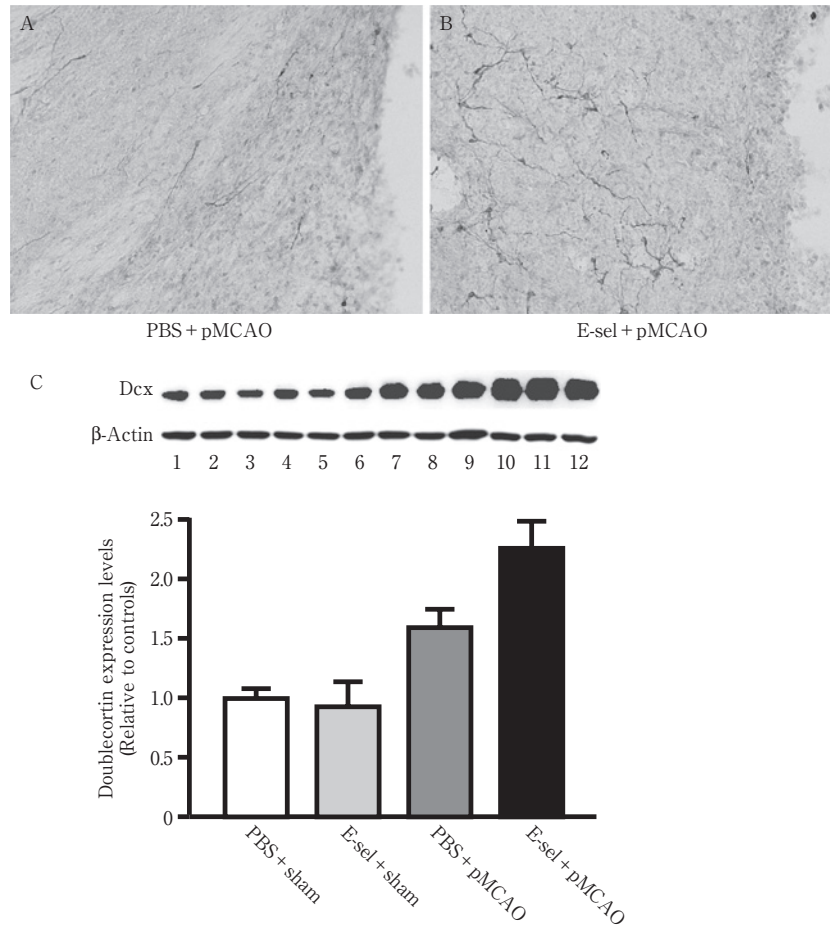 A
B
PBS + pMCAO
E-sel + pMCAO
C
Dcx
β-Actin
1 2 3 4 5 6 7 8 9 10 11 12
Doublecortin expression levels
(Relative to controls)
2.5
2.0
1.5
1.0
0.5
0
PBS + sham
E-sel + sham
PBS + pMCAO
E-sel + pMCAO